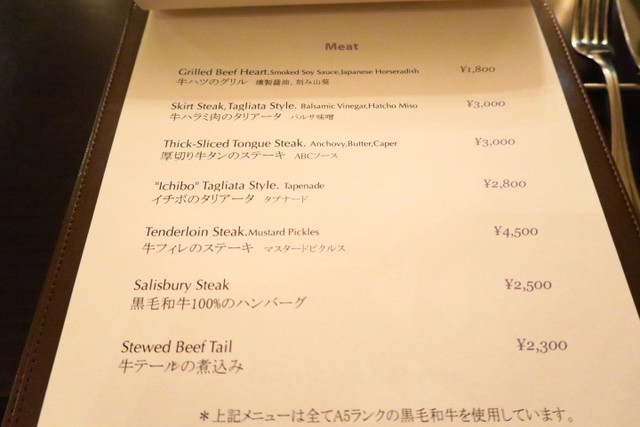 Meat
Grilled Beef Heart.Smoked Soy Sauce,Japanese Horseradish ¥1,800
牛ハツのグリル 燻製醤油、刻み山葵
Skirt Steak,Tagliata Style. Balsamic Vinegar,Hatcho Miso ¥3,000
牛ハラミ肉のタリアータ バルサ味噌
Thick-Sliced Tongue Steak. Anchovy,Butter,Caper ¥3,000
厚切り牛タンのステーキ ABCソース
"Ichibo" Tagliata Style. Tapenade ¥2,800
イチボのタリアータ タプナード
Tenderloin Steak.Mustard Pickles ¥4,500
牛フィレのステーキ マスタードピクルス
Salisbury Steak ¥2,500
黒毛和牛100%のハンバーグ
Stewed Beef Tail ¥2,300
牛テールの煮込み
＊上記メニューは全てA5ランクの黒毛和牛を使用しています。